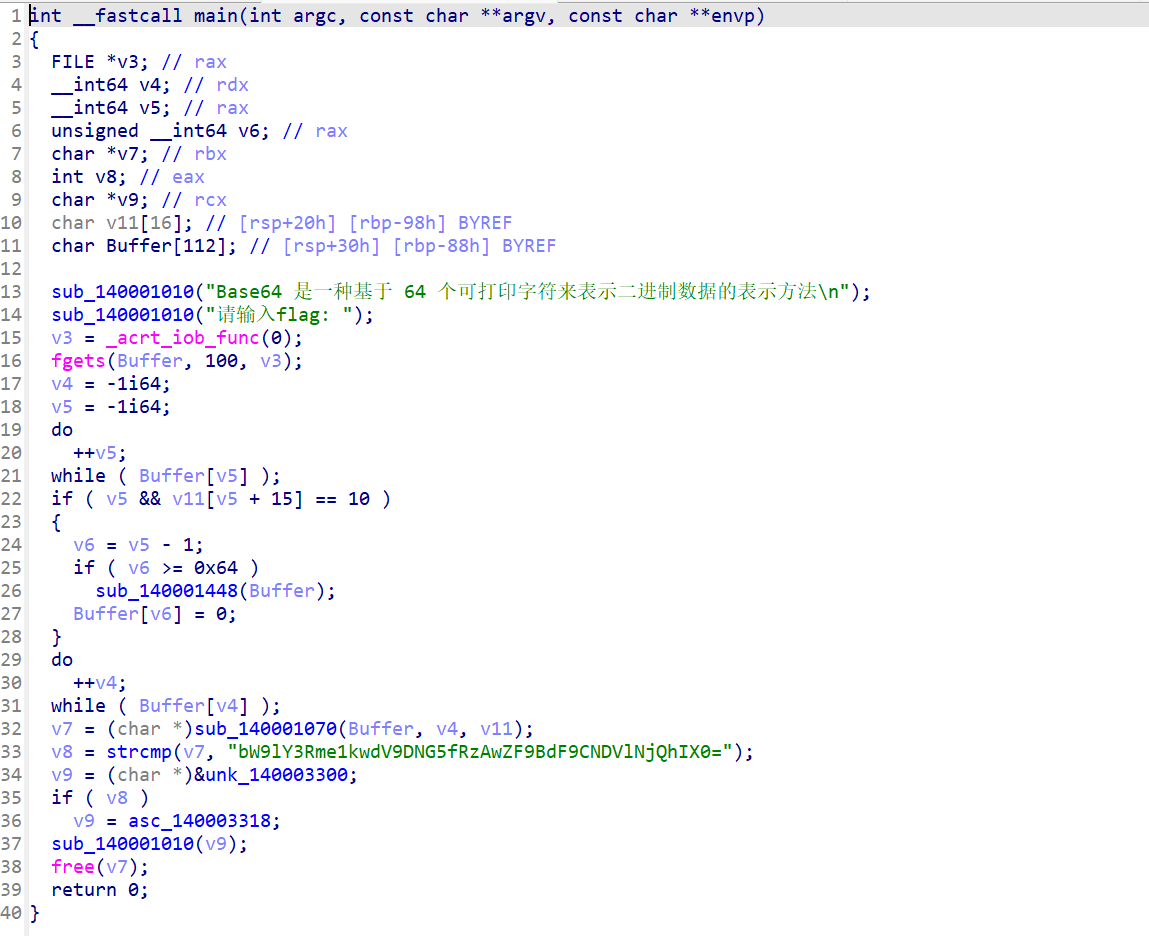 1 int __fastcall main(int argc, const char **argv, const char **envp)
2 {
3   FILE *v3; // rax
4   __int64 v4; // rdx
5   __int64 v5; // rax
6   unsigned __int64 v6; // rax
7   char *v7; // rbx
8   int v8; // eax
9   char *v9; // rcx
10   char v11[16]; // [rsp+20h] [rbp-98h] BYREF
11   char Buffer[112]; // [rsp+30h] [rbp-88h] BYREF
12
13   sub_140001010("Base64 是一种基于 64 个可打印字符来表示二进制数据的表示方法\n");
14   sub_140001010("请输入flag: ");
15   v3 = _acrt_iob_func(0);
16   fgets(Buffer, 100, v3);
17   v4 = -1i64;
18   v5 = -1i64;
19   do
20     ++v5;
21   while ( Buffer[v5] );
22   if ( v5 && v11[v5 + 15] == 10 )
23   {
24     v6 = v5 - 1;
25     if ( v6 >= 0x64 )
26       sub_140001448(Buffer);
27     Buffer[v6] = 0;
28   }
29   do
30     ++v4;
31   while ( Buffer[v4] );
32   v7 = (char *)sub_140001070(Buffer, v4, v11);
33   v8 = strcmp(v7, "bW9lY3Rme1kwdV9DNG5fRzAwZF9BdF9CNDVlNjQhIX0=");
34   v9 = (char *)&unk_140003300;
35   if ( v8 )
36     v9 = asc_140003318;
37   sub_140001010(v9);
38   free(v7);
39   return 0;
40 }